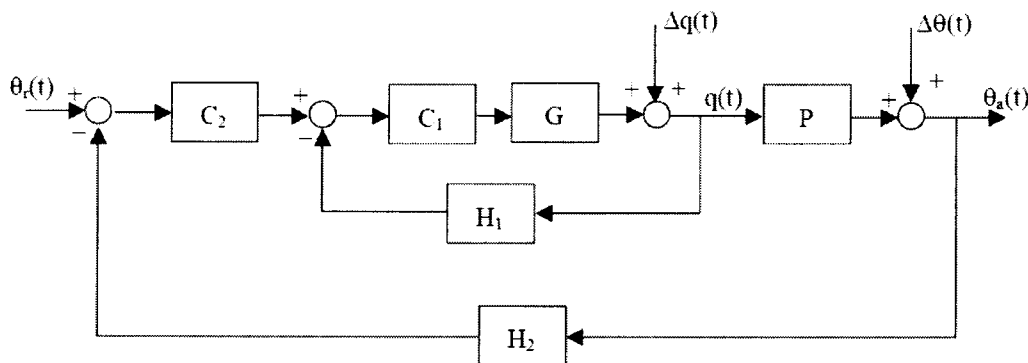 Δq(t)
Δθ(t)
θr(t)
+
−
C₂
+
−
C₁
G
+
+
q(t)
P
+
+
θa(t)
H₁
H₂